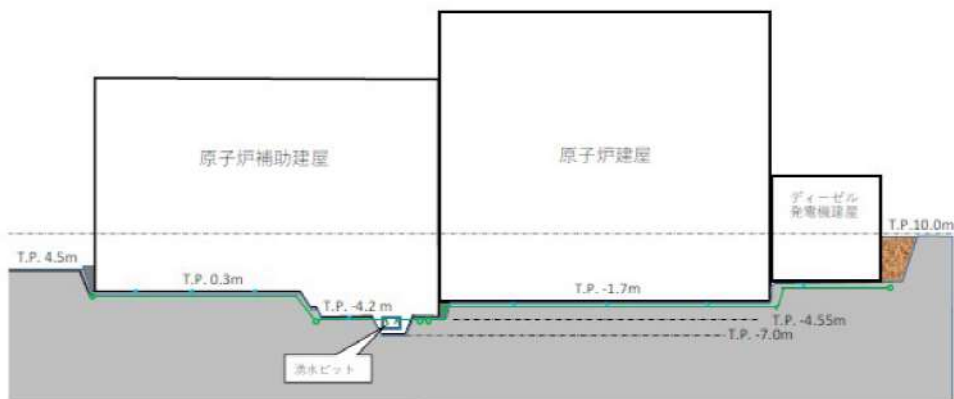 原子炉補助建屋
原子炉建屋
ディーゼル
発電機建屋
T.P.10.0m
T.P. 4.5m
T.P. 0.3m
T.P. -1.7m
T.P. -4.2 m
T.P. -4.55m
T.P. -7.0m
湧水ピット